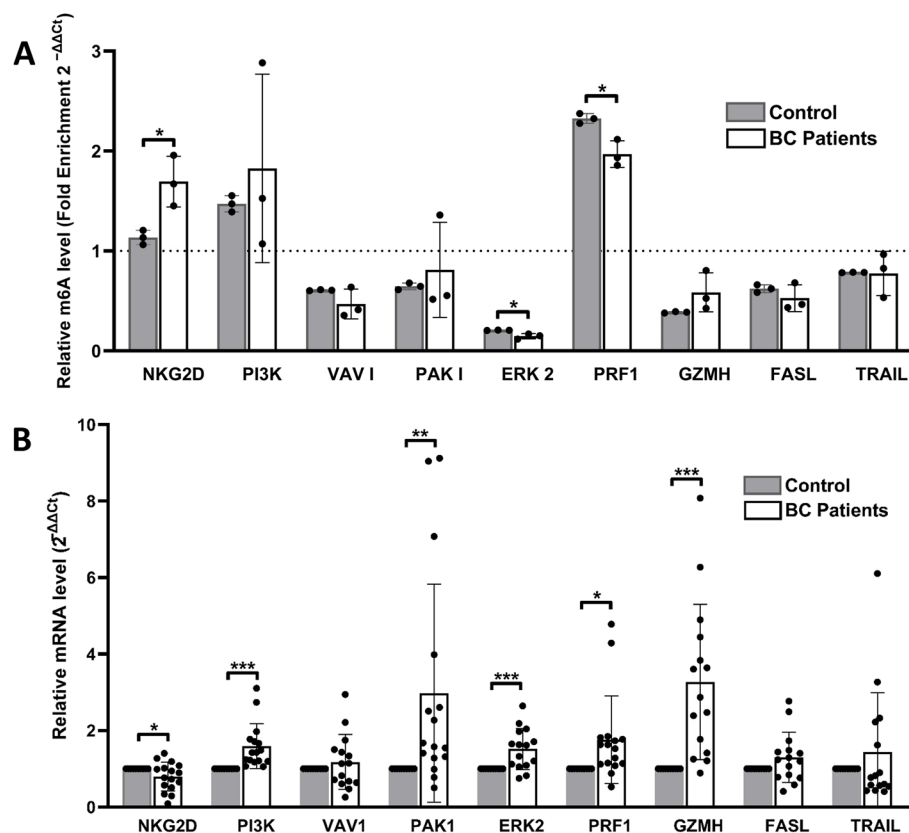 A
Relative m6A level (Fold Enrichment 2 −ΔΔCt)
3
2
1
0
*
*
*
Control
BC Patients
NKG2D PI3K VAV I PAK I ERK 2 PRF1 GZMH FASL TRAIL
B
Relative mRNA level (2-ΔΔCt)
10
8
6
4
2
0
*
***
**
***
*
***
Control
BC Patients
NKG2D PI3K VAV1 PAK1 ERK2 PRF1 GZMH FASL TRAIL